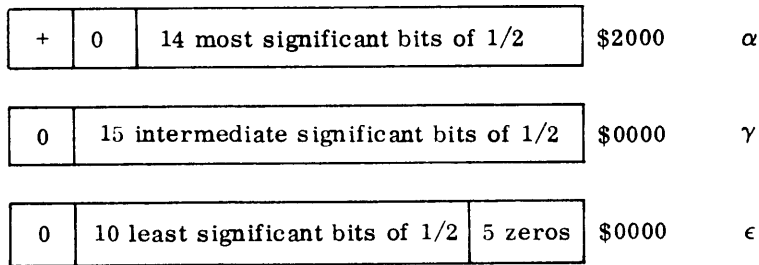 + 0 14 most significant bits of 1/2 $2000 α
0 15 intermediate significant bits of 1/2 $0000 γ
0 10 least significant bits of 1/2 5 zeros $0000 ϵ